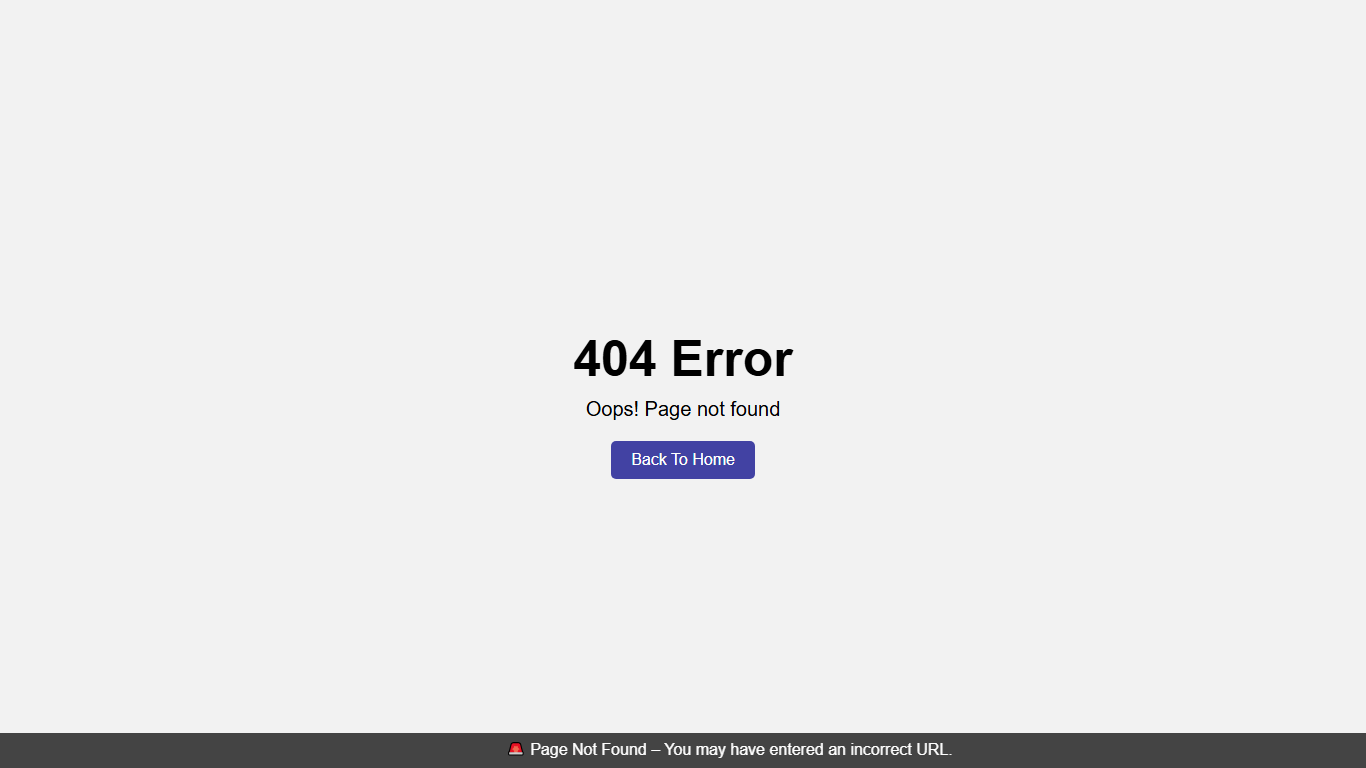 404 Error
Oops! Page not found
Back To Home
🚨 Page Not Found – You may have entered an incorrect URL.